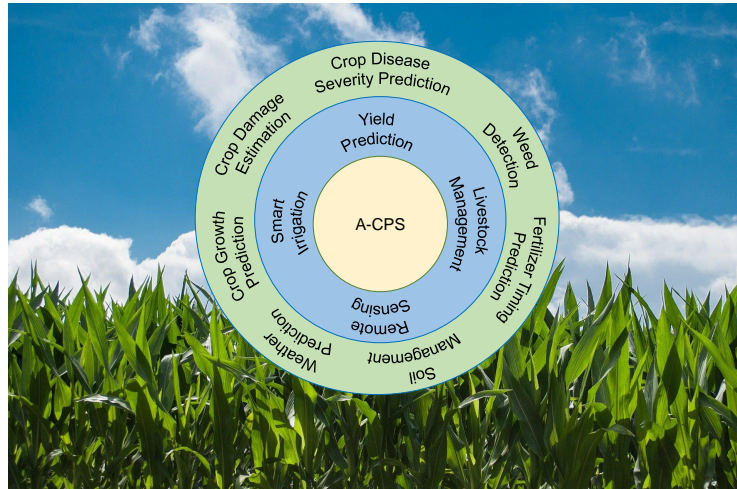 Crop Disease
Severity Prediction
Weed
Detection
Fertilizer Timing
Prediction
Soil
Management
Weather
Prediction
Crop Growth
Prediction
Crop Damage
Estimation
Yield
Prediction
Livestock
Management
Remote
Sensing
Smart
Irrigation
A-CPS